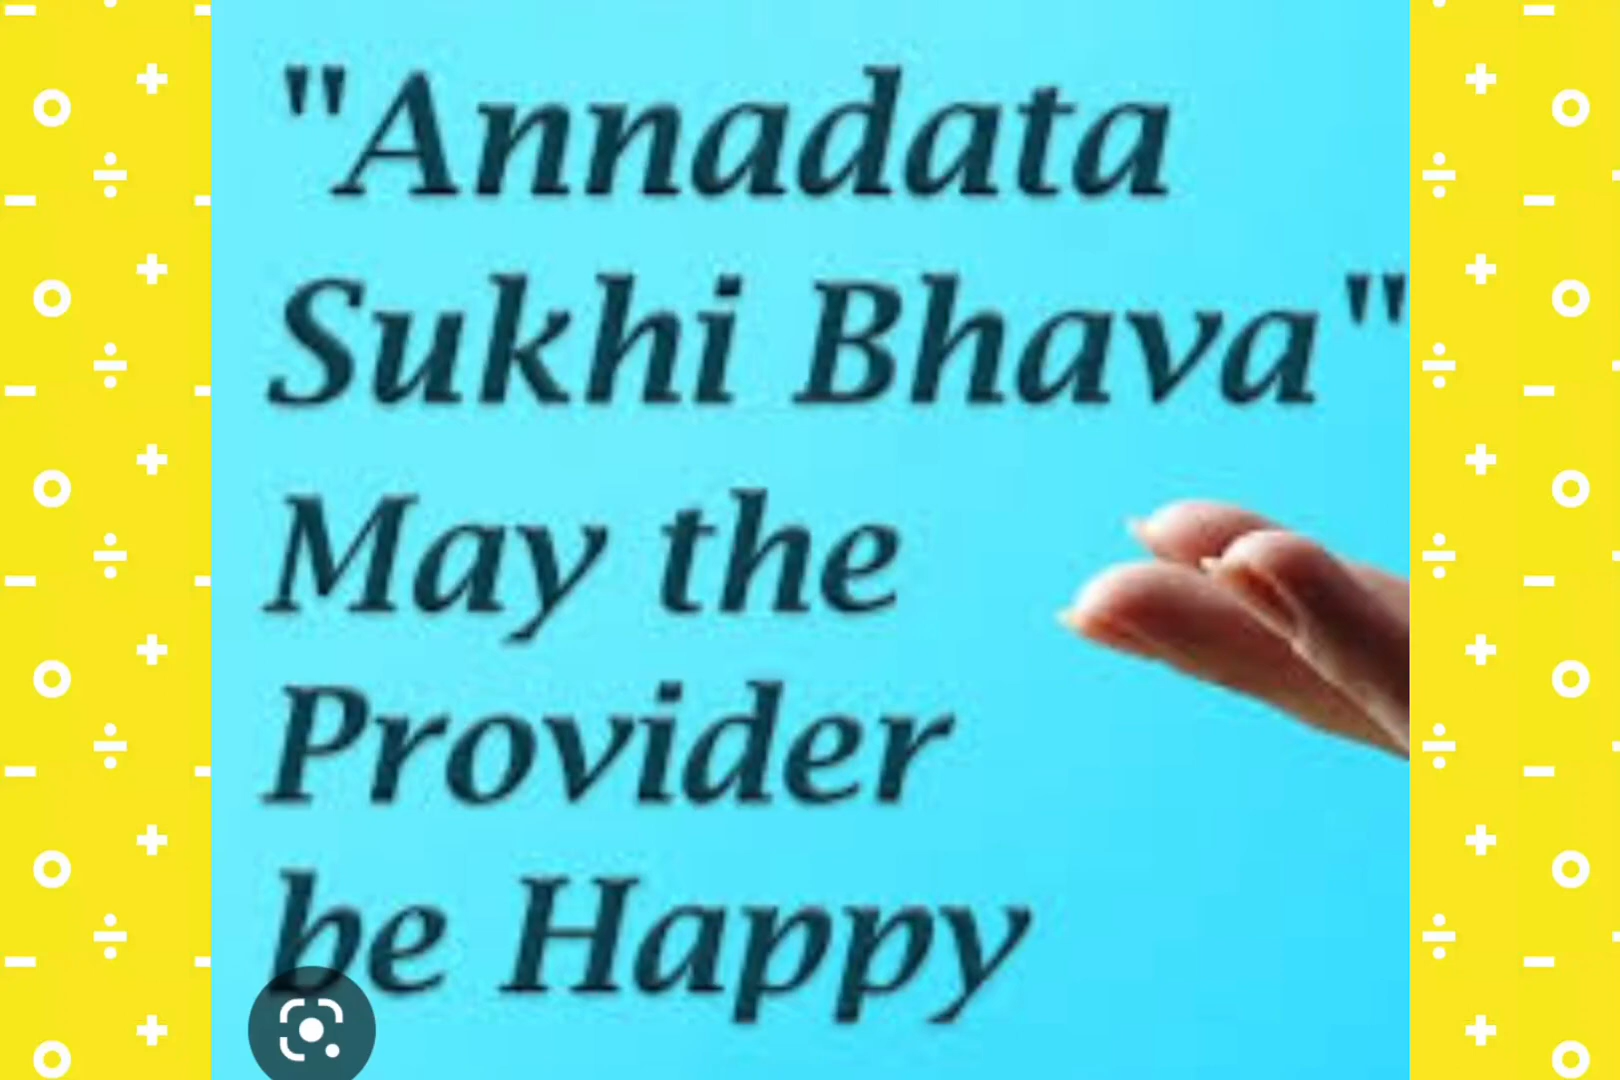 "Annadata
Sukhi Bhava"
May the
Provider
be Happy